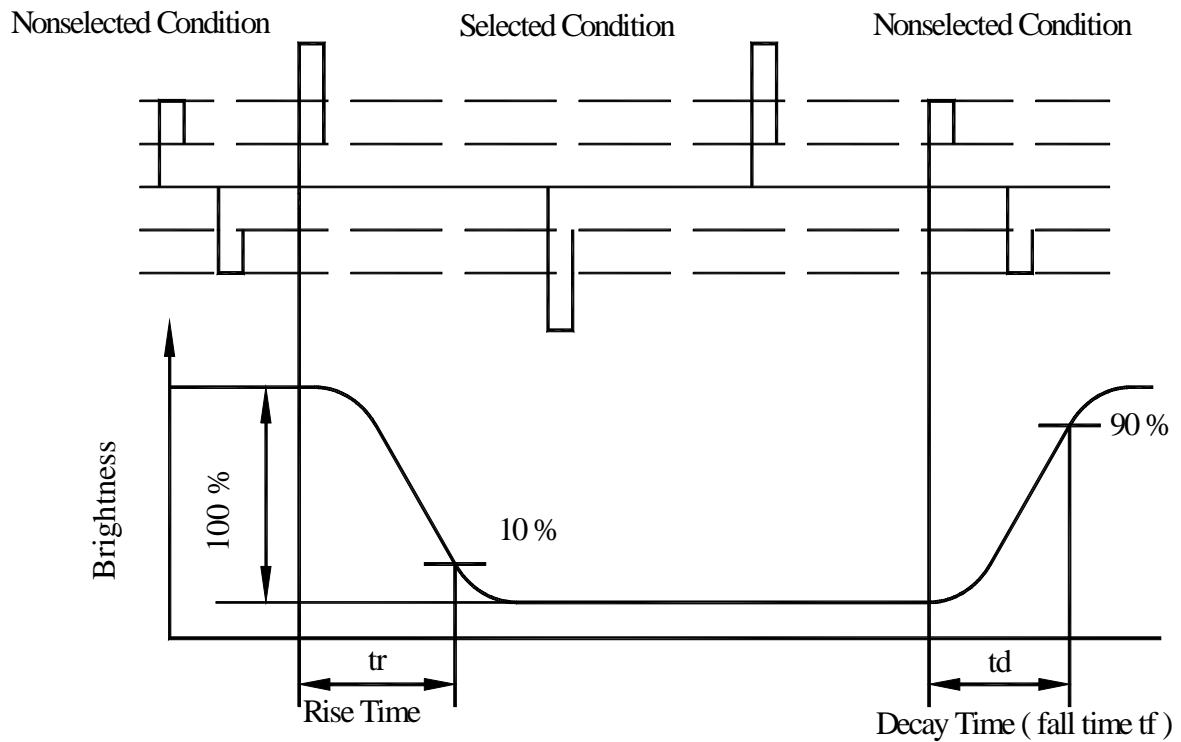 Nonselected Condition
Selected Condition
Nonselected Condition
Brightness
100 %
10 %
90 %
tr
Rise Time
td
Decay Time ( fall time tf )